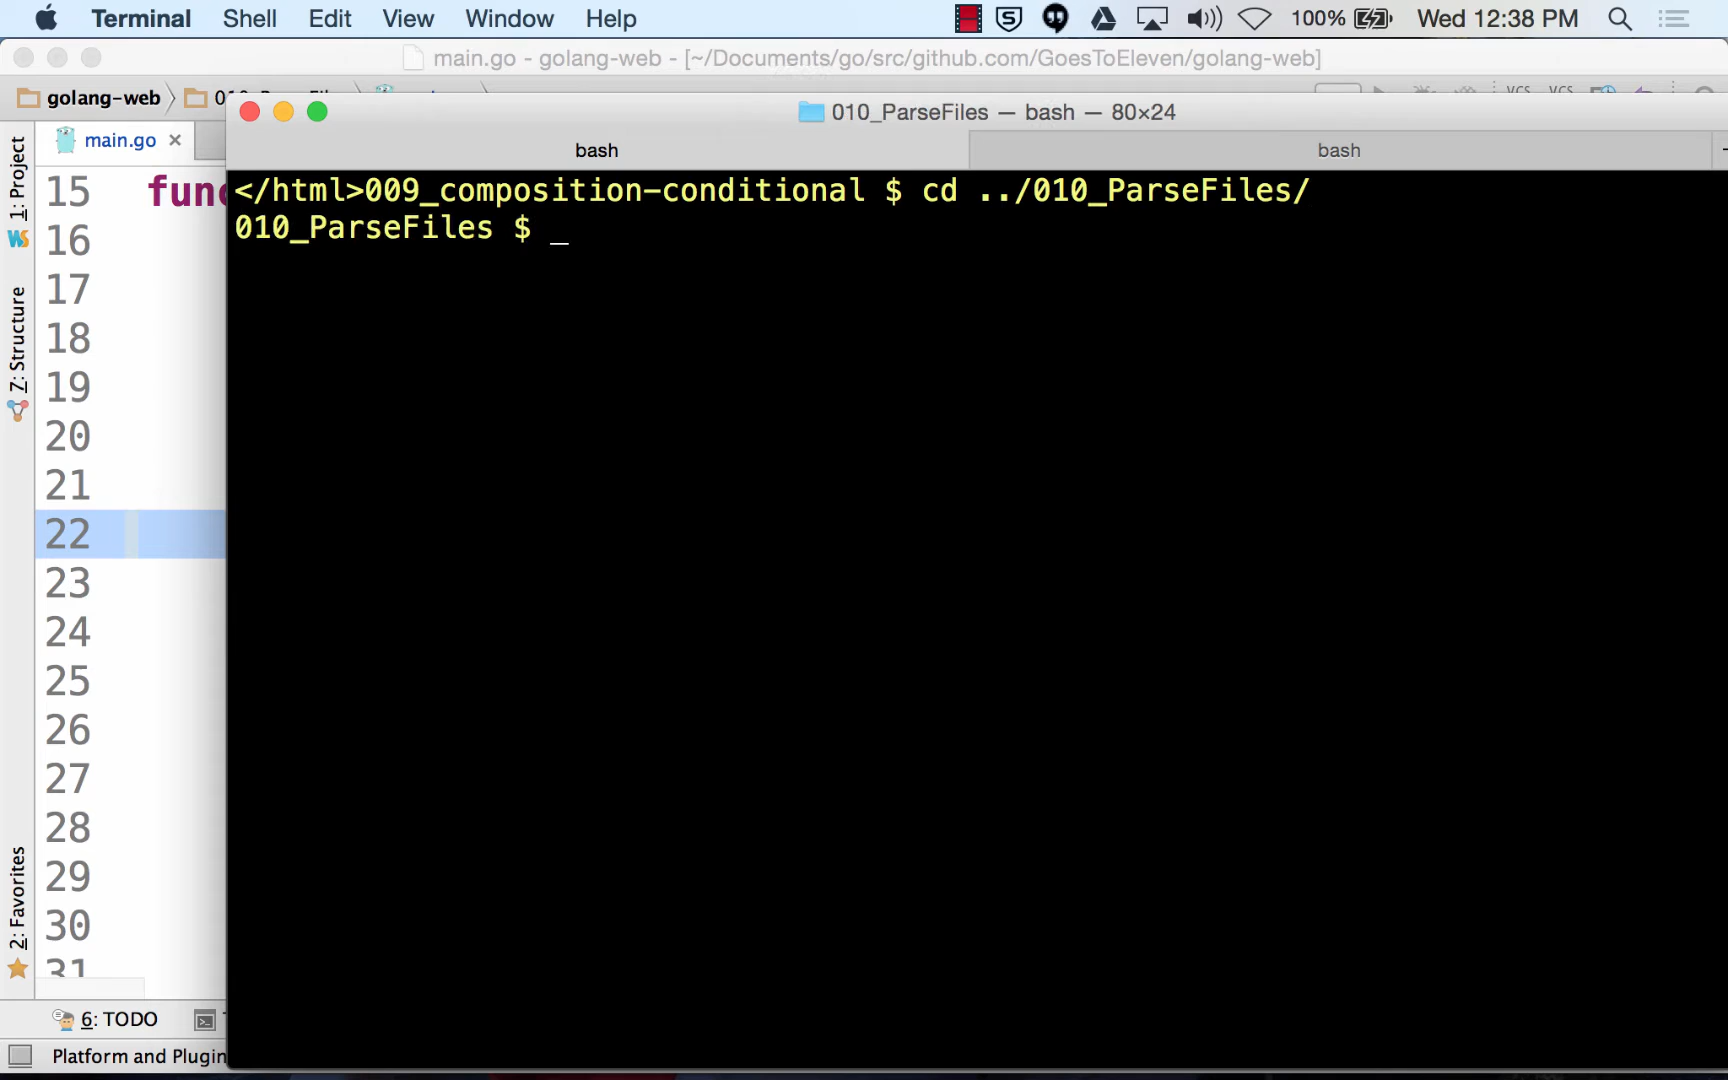 Terminal Shell Edit View Window Help 100% Wed 12:38 PM
main.go - golang-web - [~/Documents/go/src/github.com/GoesToEleven/golang-web]
golang-web
010_ParseFiles — bash — 80×24
main.go
bash bash
1: Project
7: Structure
2: Favorites
15 func
16
17
18
19
20
21
22
23
24
25
26
27
28
29
30
31
</html>009_composition-conditional $ cd ../010_ParseFiles/
010_ParseFiles $ _
6: TODO
Platform and Plugin